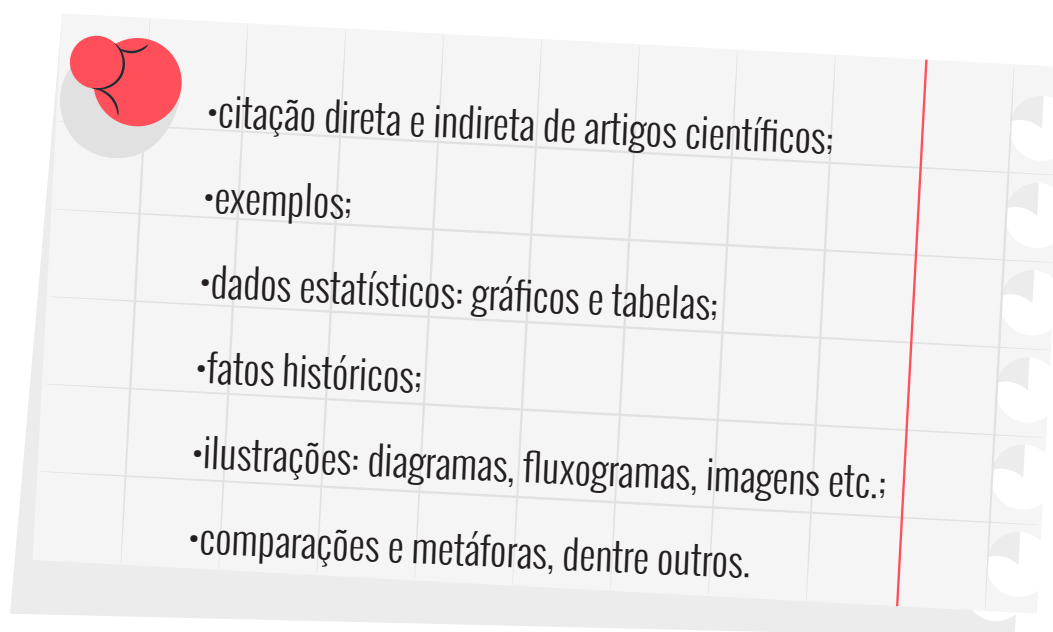 •citação direta e indireta de artigos científicos;
•exemplos;
•dados estatísticos: gráficos e tabelas;
•fatos históricos;
•ilustrações: diagramas, fluxogramas, imagens etc.;
•comparações e metáforas, dentre outros.